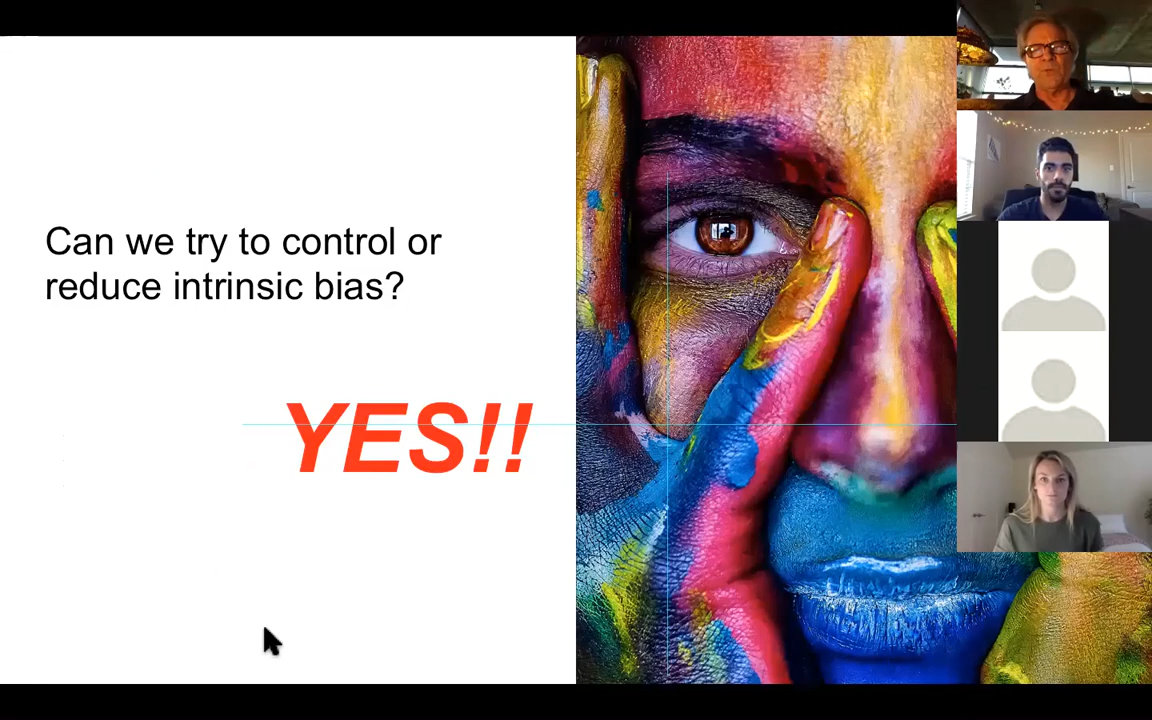 Can we try to control or
reduce intrinsic bias?
YES!!